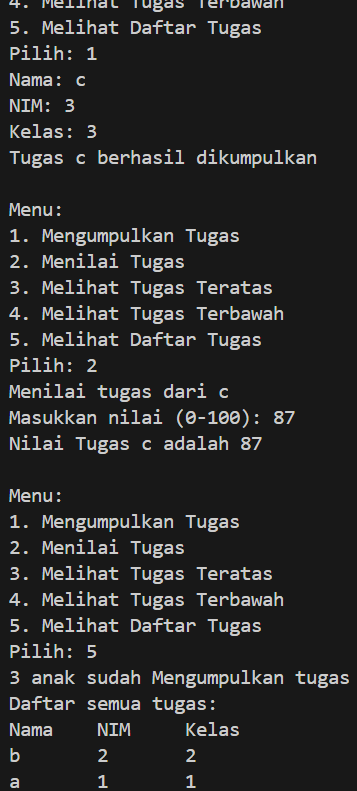 4. Melihat Tugas Terbawah
5. Melihat Daftar Tugas
Pilih: 1
Nama: c
NIM: 3
Kelas: 3
Tugas c berhasil dikumpulkan
Menu:
1. Mengumpulkan Tugas
2. Menilai Tugas
3. Melihat Tugas Teratas
4. Melihat Tugas Terbawah
5. Melihat Daftar Tugas
Pilih: 2
Menilai tugas dari c
Masukkan nilai (0-100): 87
Nilai Tugas c adalah 87
Menu:
1. Mengumpulkan Tugas
2. Menilai Tugas
3. Melihat Tugas Teratas
4. Melihat Tugas Terbawah
5. Melihat Daftar Tugas
Pilih: 5
3 anak sudah Mengumpulkan tugas
Daftar semua tugas:
Nama NIM Kelas
b 2 2
a 1 1